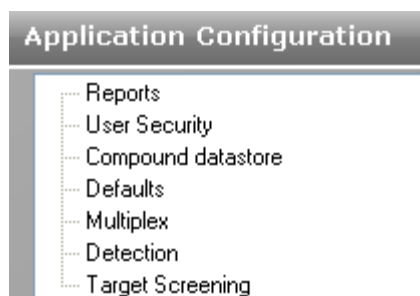 Application Configuration
Reports
User Security
Compound datastore
Defaults
Multiplex
Detection
Target Screening